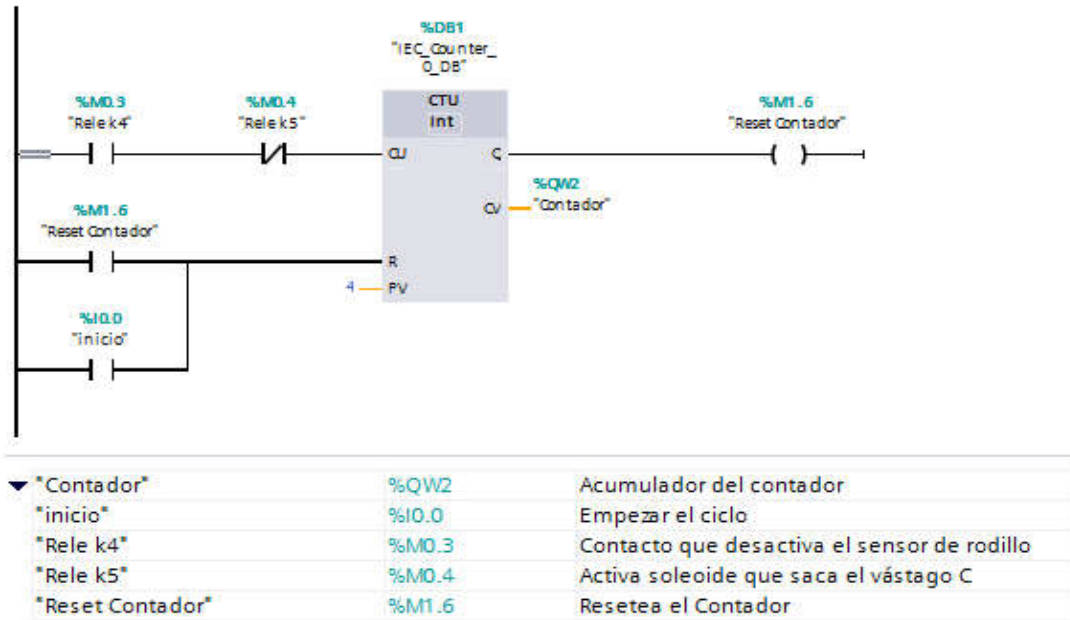 %DB1
"IEC_Counter_
0_DB"
%M0.3
"Rele k4"
%M0.4
"Rele k5"
CTU
Int
%M1.6
"Reset Contador"
CU
Q
%QW2
"Contador"
CV
%M1.6
"Reset Contador"
R
4
PV
%I0.0
"inicio"
"Contador" %QW2 Acumulador del contador
"inicio" %I0.0 Empezar el ciclo
"Rele k4" %M0.3 Contacto que desactiva el sensor de rodillo
"Rele k5" %M0.4 Activa soleoide que saca el vástago C
"Reset Contador" %M1.6 Resetea el Contador